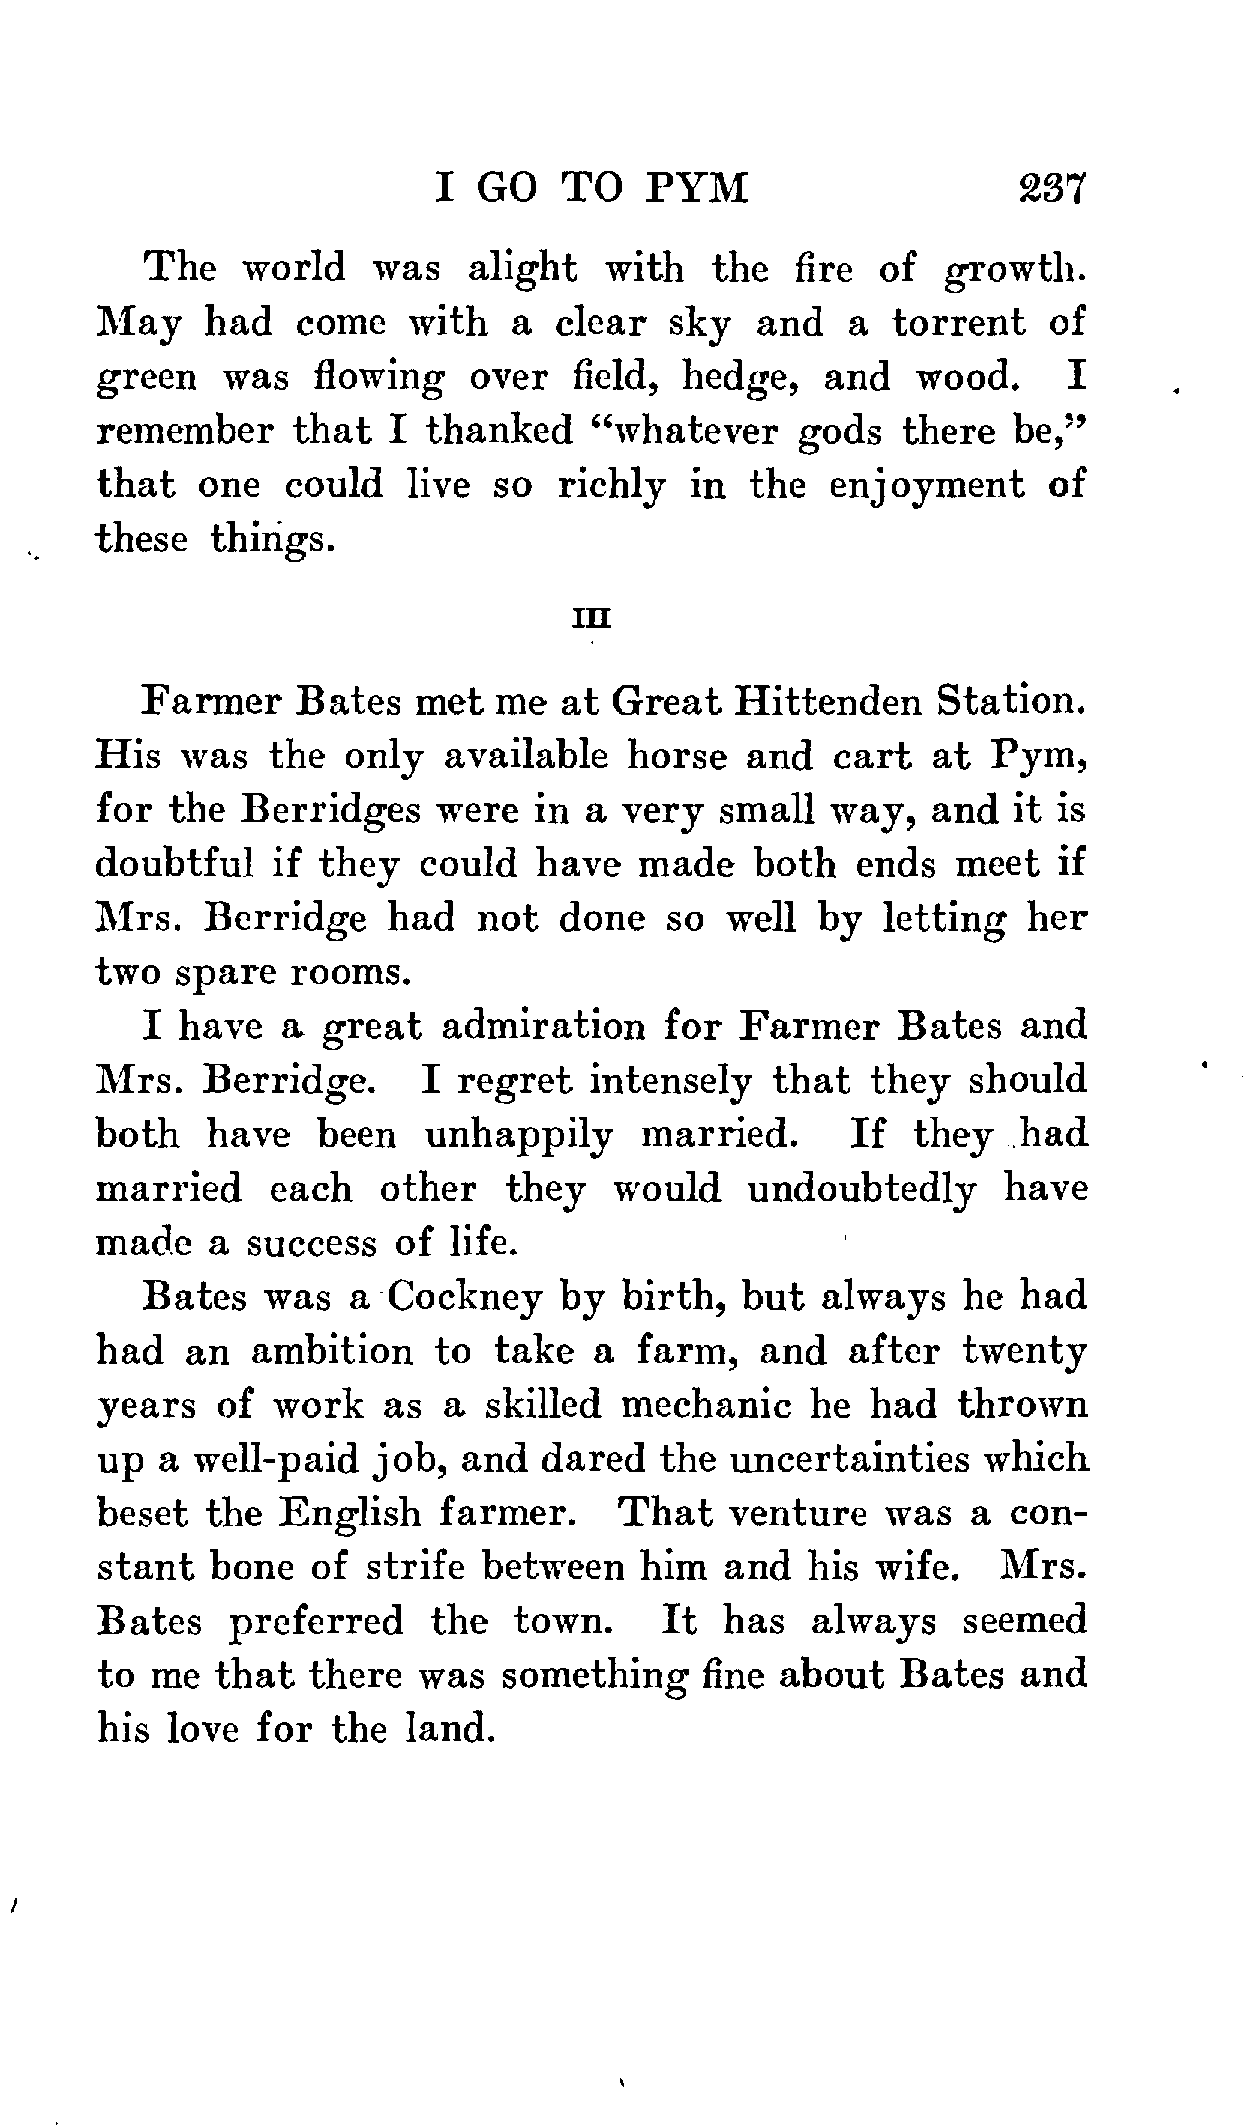 I GO TO PYM 237
The world was alight with the fire of growth.
May had come with a clear sky and a torrent of
green was flowing over field, hedge, and wood. I
remember that I thanked “whatever gods there be,”
that one could live so richly in the enjoyment of
these things.
III
Farmer Bates met me at Great Hittenden Station.
His was the only available horse and cart at Pym,
for the Berridges were in a very small way, and it is
doubtful if they could have made both ends meet if
Mrs. Berridge had not done so well by letting her
two spare rooms.
I have a great admiration for Farmer Bates and
Mrs. Berridge. I regret intensely that they should
both have been unhappily married. If they had
married each other they would undoubtedly have
made a success of life.
Bates was a Cockney by birth, but always he had
had an ambition to take a farm, and after twenty
years of work as a skilled mechanic he had thrown
up a well-paid job, and dared the uncertainties which
beset the English farmer. That venture was a con-
stant bone of strife between him and his wife. Mrs.
Bates preferred the town. It has always seemed
to me that there was something fine about Bates and
his love for the land.